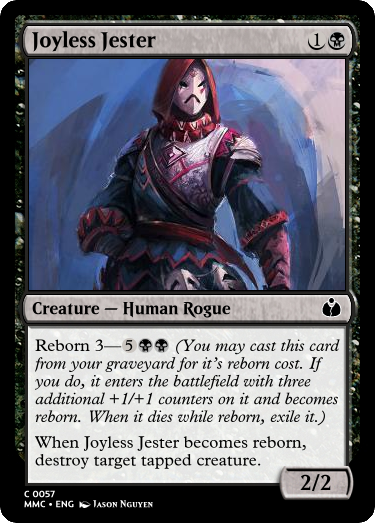 Joyless Jester 1
Creature — Human Rogue
Reborn 3—5 (You may cast this card
from your graveyard for it's reborn cost. If
you do, it enters the battlefield with three
additional +1/+1 counters on it and becomes
reborn. When it dies while reborn, exile it.)
When Joyless Jester becomes reborn,
destroy target tapped creature.
2/2
C 0057
MMC • ENG Jason Nguyen